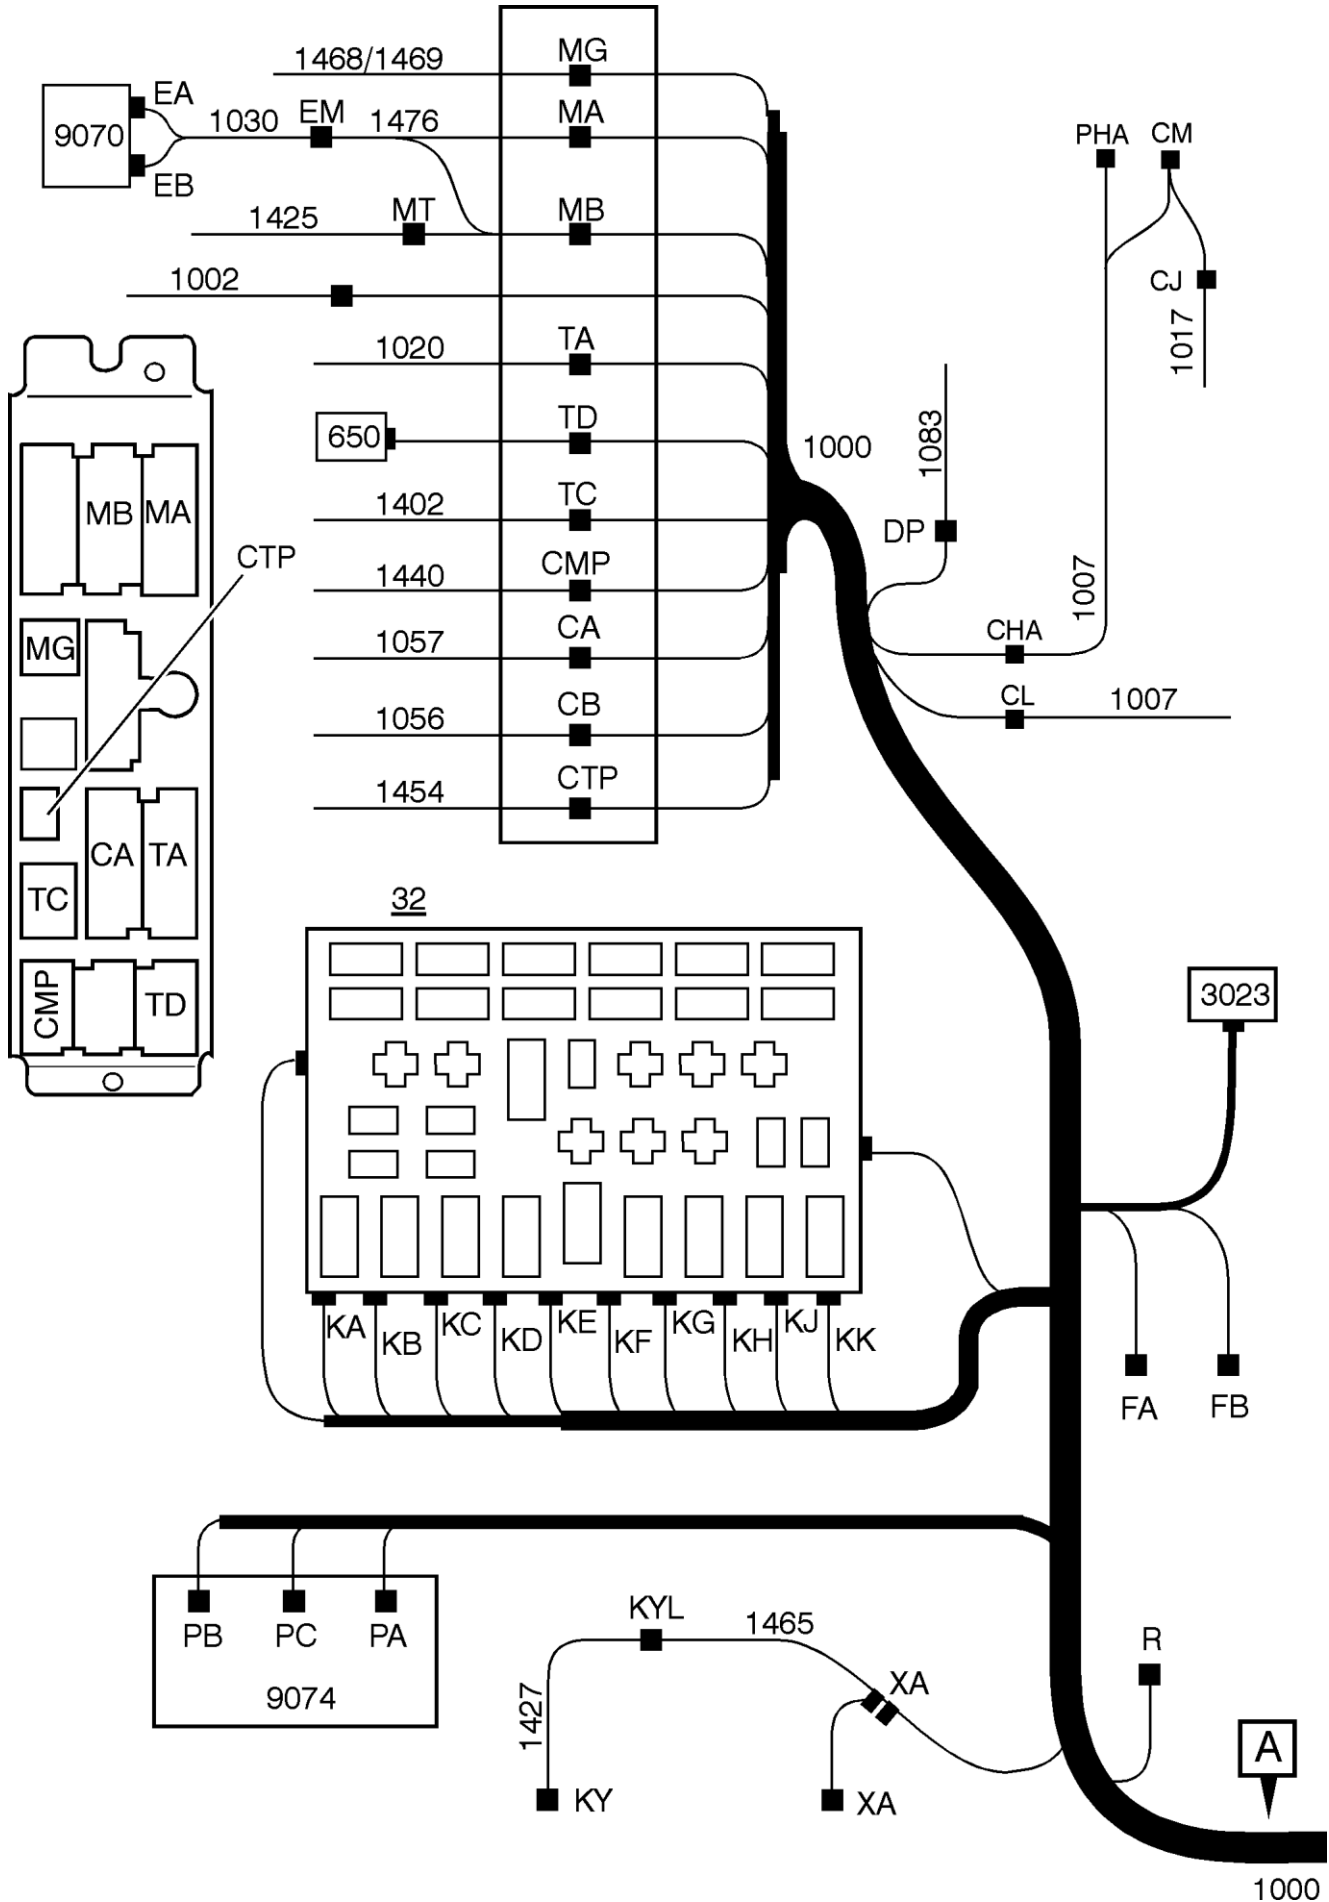 1468/1469 MG
EA
9070 1030 EM 1476 MA
EB
PHA CM
1425 MT MB
1002
CJ
1017
1020 TA
650 TD
1000
1083
1402 TC
DP
MB MA
CTP
1440 CMP
1007
1057 CA
CHA
MG
1056 CB
CL 1007
1454 CTP
CA TA
TC
32
CMP TD
3023
KA KB KC KD KE KF KG KH KJ KK
FA FB
PB PC PA
9074
KYL 1465
R
1427
XA
A
KY
XA
1000